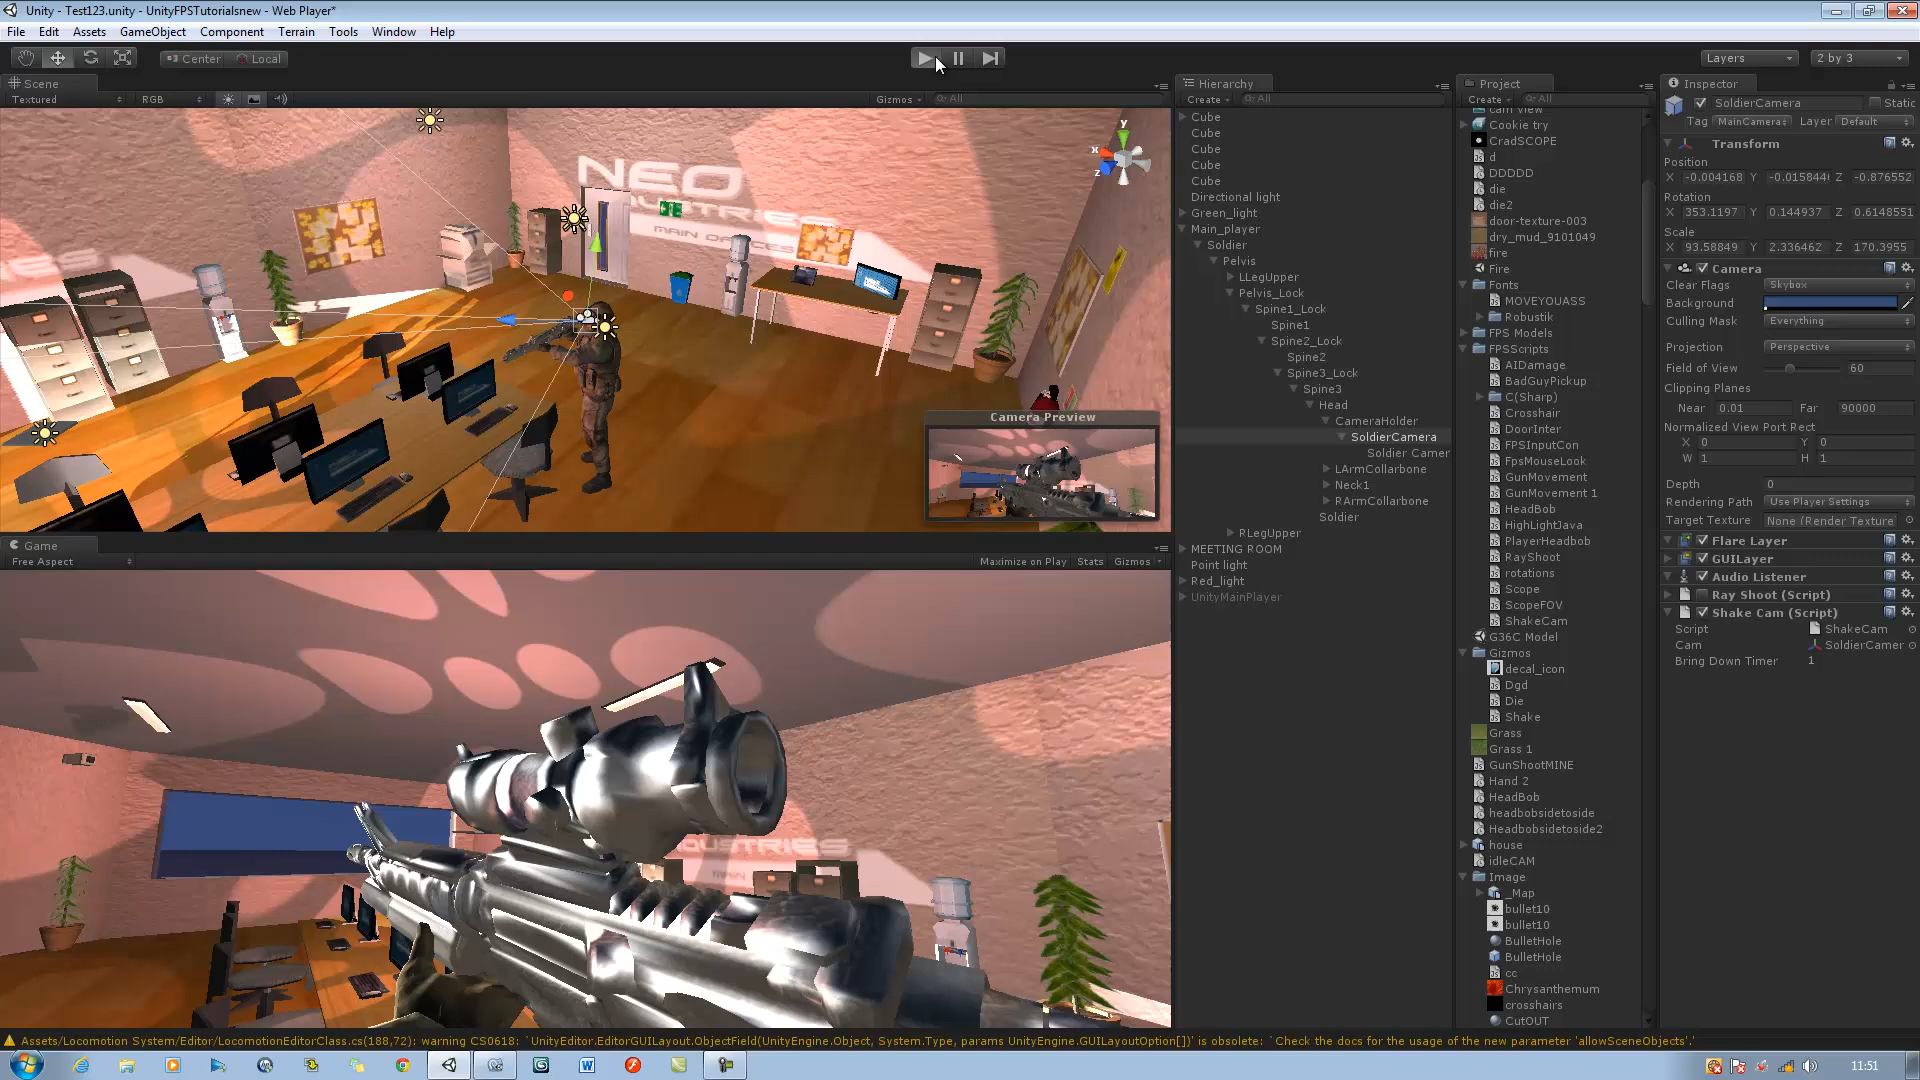 Unity - Test123.unity - UnityFPSTutorialsnew - Web Player*
File Edit Assets GameObject Component Terrain Tools Window Help
Center Local
Layers
2 by 3
Scene
Textured RGB Gizmos All
NEO
MAIN OFFICES
Camera Preview
Game
Free Aspect Maximize on Play Stats Gizmos
Hierarchy
Create All
Cube
Cube
Cube
Cube
Cube
Directional light
Green_light
Main_player
Soldier
Pelvis
LLegUpper
Pelvis_Lock
Spine1_Lock
Spine1
Spine2_Lock
Spine2
Spine3_Lock
Spine3
Head
CameraHolder
SoldierCamera
Soldier Camer
LArmCollarbone
Neck1
RArmCollarbone
Soldier
RLegUpper
MEETING ROOM
Point light
Red_light
UnityMainPlayer
Project
Create All
cam view
Cookie try
CradSCOPE
d
DDDDD
die
die2
door-texture-003
dry_mud_9101049
fire
Fire
Fonts
MOVEYOUASS
Robustik
FPS Models
FPSScripts
AIDamage
BadGuyPickup
C(Sharp)
Crosshair
DoorInter
FPSInputCon
FpsMouseLook
GunMovement
GunMovement 1
HeadBob
HighLightJava
PlayerHeadbob
RayShoot
rotations
Scope
ScopeFOV
ShakeCam
G36C Model
Gizmos
decal_icon
Dgd
Die
Shake
Grass
Grass 1
GunShootMINE
Hand 2
HeadBob
headbobsidetoside
Headbobsidetoside2
house
idleCAM
Image
_Map
bullet10
bullet10
BulletHole
BulletHole
cc
Chrysanthemum
crosshairs
CutOUT
Inspector
SoldierCamera Static
Tag MainCamera Layer Default
Transform
Position
X -0.004168 Y -0.015844 Z -0.876552
Rotation
X 353.1197 Y 0.144937 Z 0.6148551
Scale
X 93.58849 Y 2.336462 Z 170.3955
Camera
Clear Flags Skybox
Background
Culling Mask Everything
Projection Perspective
Field of View 60
Clipping Planes
Near 0.01 Far 90000
Normalized View Port Rect
X 0 Y 0
W 1 H 1
Depth 0
Rendering Path Use Player Settings
Target Texture None (Render Texture
Flare Layer
GUILayer
Audio Listener
Ray Shoot (Script)
Shake Cam (Script)
Script ShakeCam
Cam SoldierCamer
Bring Down Timer 1
Assets/Locomotion System/Editor/LocomotionEditorClass.cs(188,72): warning CS0618: `UnityEditor.EditorGUILayout.ObjectField(UnityEngine.Object, System.Type, params UnityEngine.GUILayoutOption[])' is obsolete: `Check the docs for the usage of the new parameter 'allowSceneObjects'.'
11:51